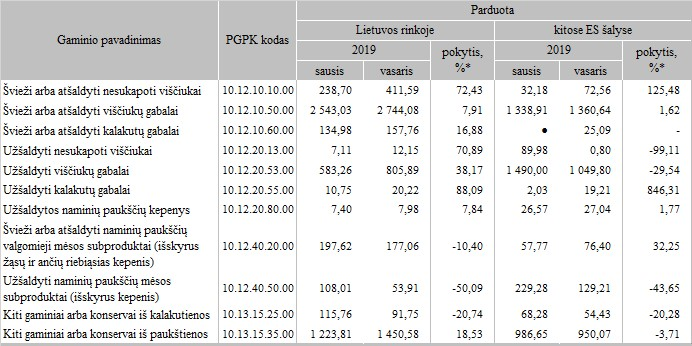 Gaminio pavadinimas PGPK kodas Parduota
Lietuvos rinkoje kitose ES šalyse
2019 pokytis, %* 2019 pokytis, %*
sausis vasaris sausis vasaris
Švieži arba atšaldyti nesukapoti viščiukai 10.12.10.10.00 238,70 411,59 72,43 32,18 72,56 125,48
Švieži arba atšaldyti viščiukų gabalai 10.12.10.50.00 2 543,03 2 744,08 7,91 1 338,91 1 360,64 1,62
Švieži arba atšaldyti kalakutų gabalai 10.12.10.60.00 134,98 157,76 16,88 ● 25,09 -
Užšaldyti nesukapoti viščiukai 10.12.20.13.00 7,11 12,15 70,89 89,98 0,80 -99,11
Užšaldyti viščiukų gabalai 10.12.20.53.00 583,26 805,89 38,17 1 490,00 1 049,80 -29,54
Užšaldyti kalakutų gabalai 10.12.20.55.00 10,75 20,22 88,09 2,03 19,21 846,31
Užšaldytos naminių paukščių kepenys 10.12.20.80.00 7,40 7,98 7,84 26,57 27,04 1,77
Švieži arba atšaldyti naminių paukščių
valgomieji mėsos subproduktai (išskyrus 10.12.40.20.00 197,62 177,06 -10,40 57,77 76,40 32,25
žąsų ir ančių riebiąsias kepenis)
Užšaldyti naminių paukščių mėsos
subproduktai (išskyrus kepenis) 10.12.40.50.00 108,01 53,91 -50,09 229,28 129,21 -43,65
Kiti gaminiai arba konservai iš kalakutienos 10.13.15.25.00 115,76 91,75 -20,74 68,28 54,43 -20,28
Kiti gaminiai arba konservai iš paukštienos 10.13.15.35.00 1 223,81 1 450,58 18,53 986,65 950,07 -3,71